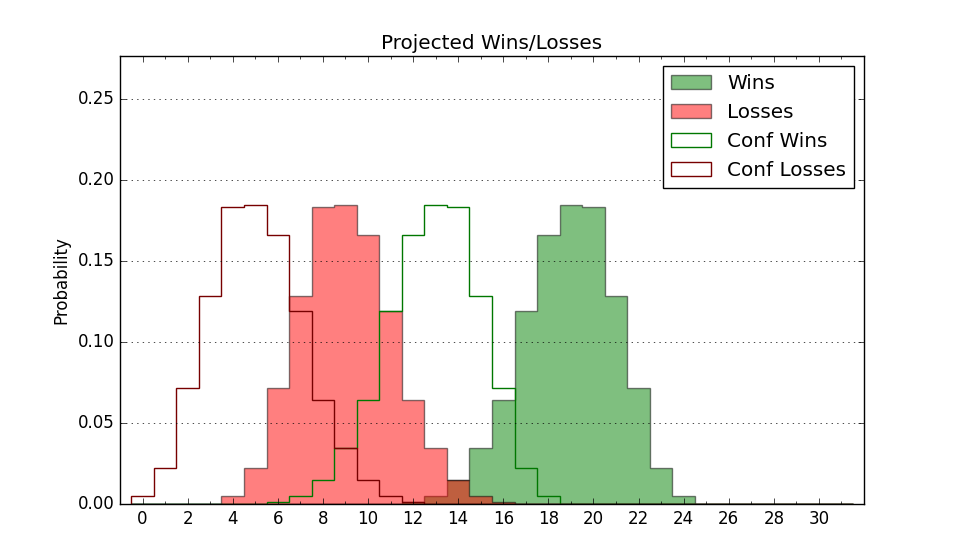 Projected Wins/Losses
Wins
Losses
Conf Wins
Conf Losses
Probability
0.25
0.20
0.15
0.10
0.05
0.00
0 2 4 6 8 10 12 14 16 18 20 22 24 26 28 30